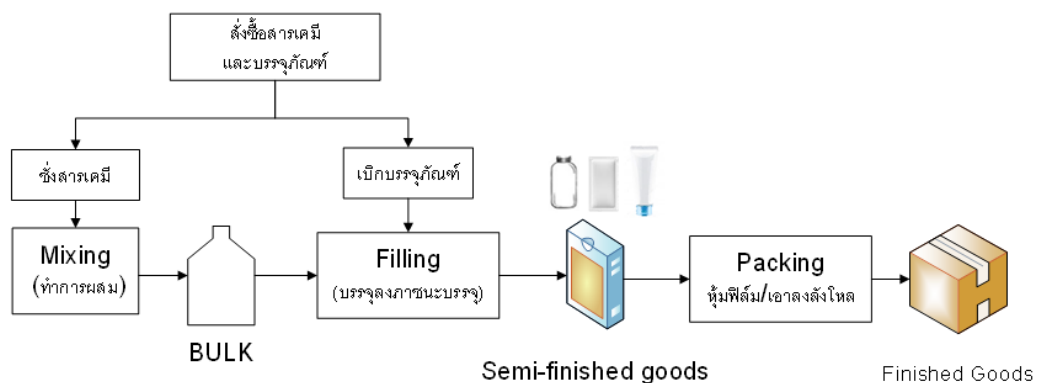 สั่งซื้อสารเคมี
และบรรจุภัณฑ์
ชั่งสารเคมี
เบิกบรรจุภัณฑ์
Mixing
(ทำการผสม)
BULK
Filling
(บรรจุลงภาชนะบรรจุ)
Semi-finished goods
Packing
หุ้มฟิล์ม/เอาลงลังโหล
Finished Goods